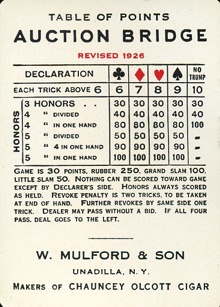 TABLE OF POINTS
AUCTION BRIDGE
REVISED 1926
DECLARATION ♣ ♦ ♥ ♠ NO TRUMP
EACH TRICK ABOVE 6 6 7 8 9 10
HONORS
3 HONORS . . 30 30 30 30 30
4 " DIVIDED 40 40 40 40 40
4 " IN ONE HAND 80 80 80 80 100
5 " DIVIDED 50 50 50 50 -
5 " 4 IN ONE HAND 90 90 90 90 -
5 " IN ONE HAND 100 100 100 100 -
GAME IS 30 POINTS, RUBBER 250, GRAND SLAM 100,
LITTLE SLAM 50. NOTHING CAN BE SCORED TOWARD GAME
EXCEPT BY DECLARER'S SIDE. HONORS ALWAYS SCORED
AS HELD. REVOKE PENALTY IS TWO TRICKS, TO BE TAKEN
AT END OF HAND. FURTHER REVOKES BY SAME SIDE ONE
TRICK. DEALER MAY PASS WITHOUT A BID. IF ALL FOUR
PASS, DEAL GOES TO THE LEFT.
W. MULFORD & SON
UNADILLA, N.Y.
MAKERS OF CHAUNCEY OLCOTT CIGAR